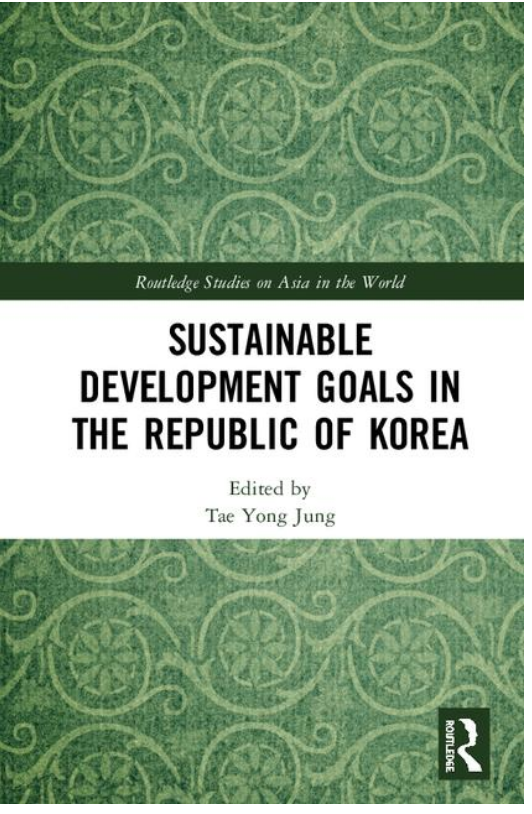 Routledge Studies on Asia in the World
SUSTAINABLE
DEVELOPMENT GOALS IN
THE REPUBLIC OF KOREA
Edited by
Tae Yong Jung
ROUTLEDGE